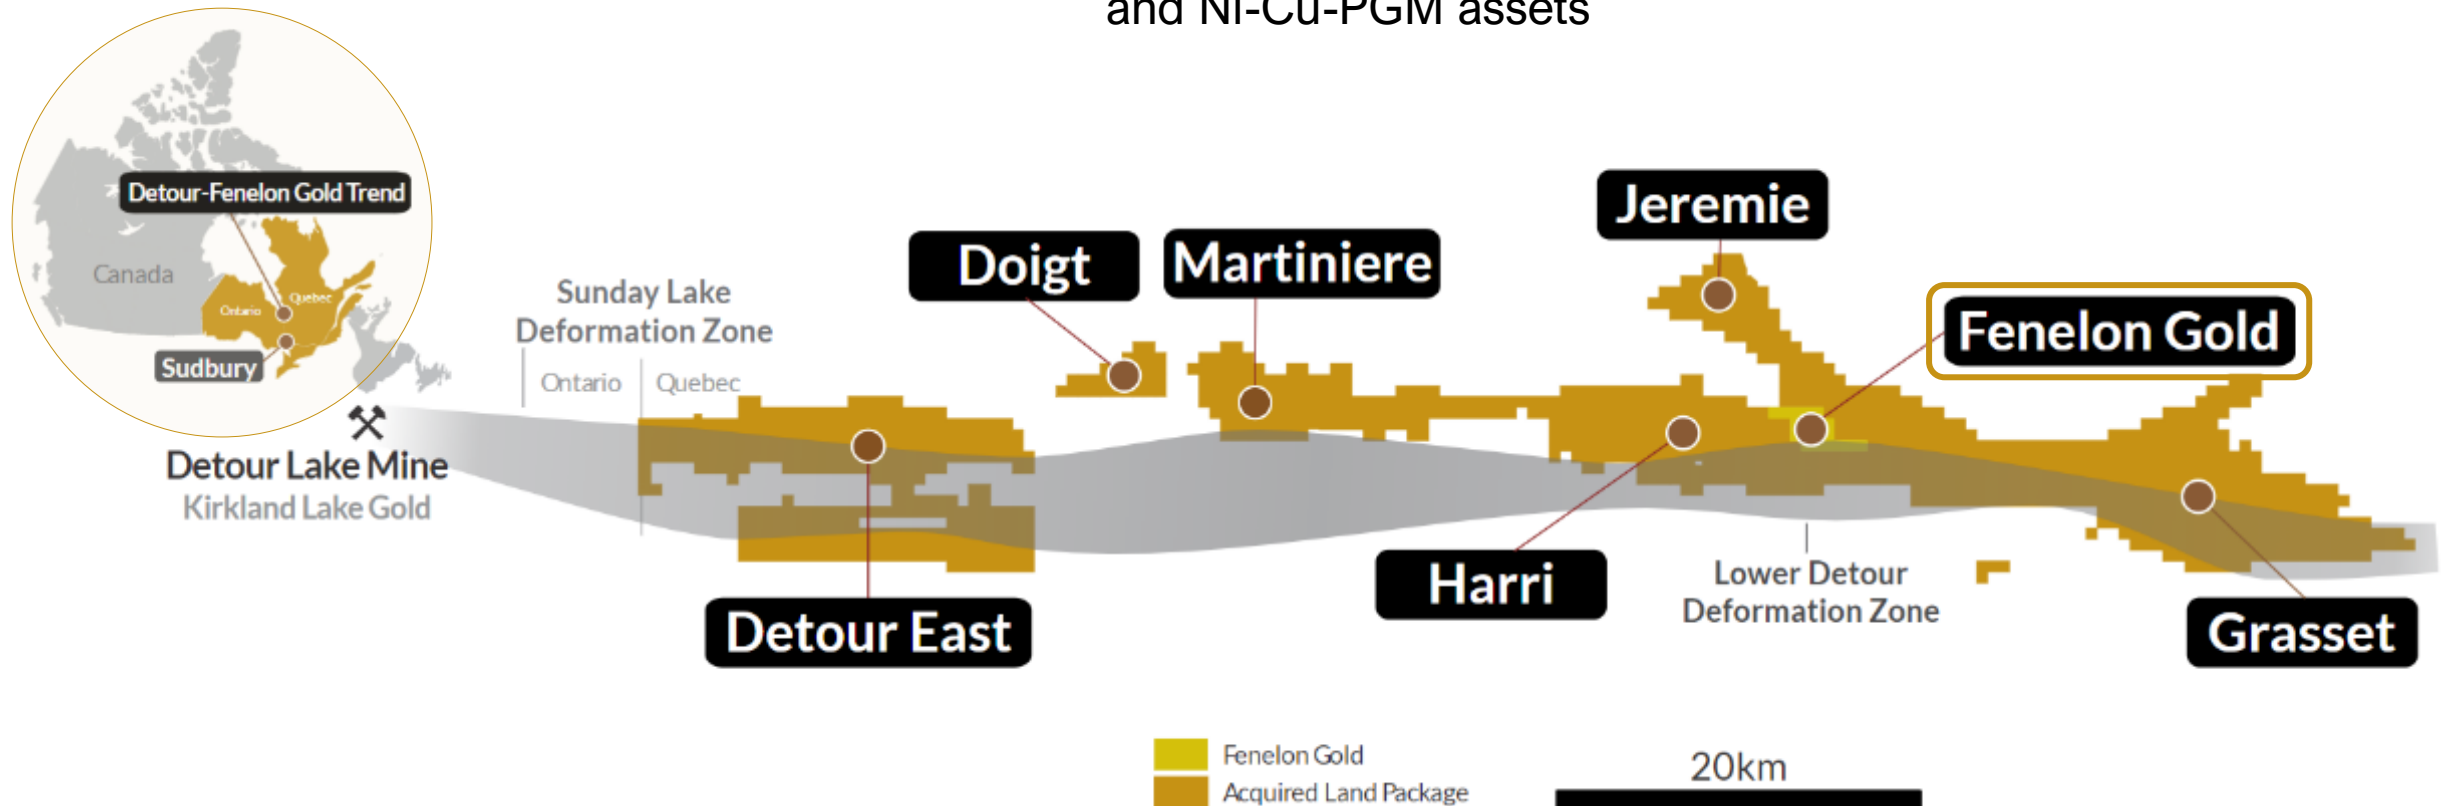 and Ni-Cu-PGM assets
Detour-Fenelon Gold Trend
Canada
Ontario
Quebec
Sudbury
Jeremie
Doigt
Martiniere
Fenelon Gold
Sunday Lake
Deformation Zone
Ontario
Quebec
Detour Lake Mine
Kirkland Lake Gold
Harri
Lower Detour
Deformation Zone
Detour East
Grasset
Fenelon Gold
Acquired Land Package
20km